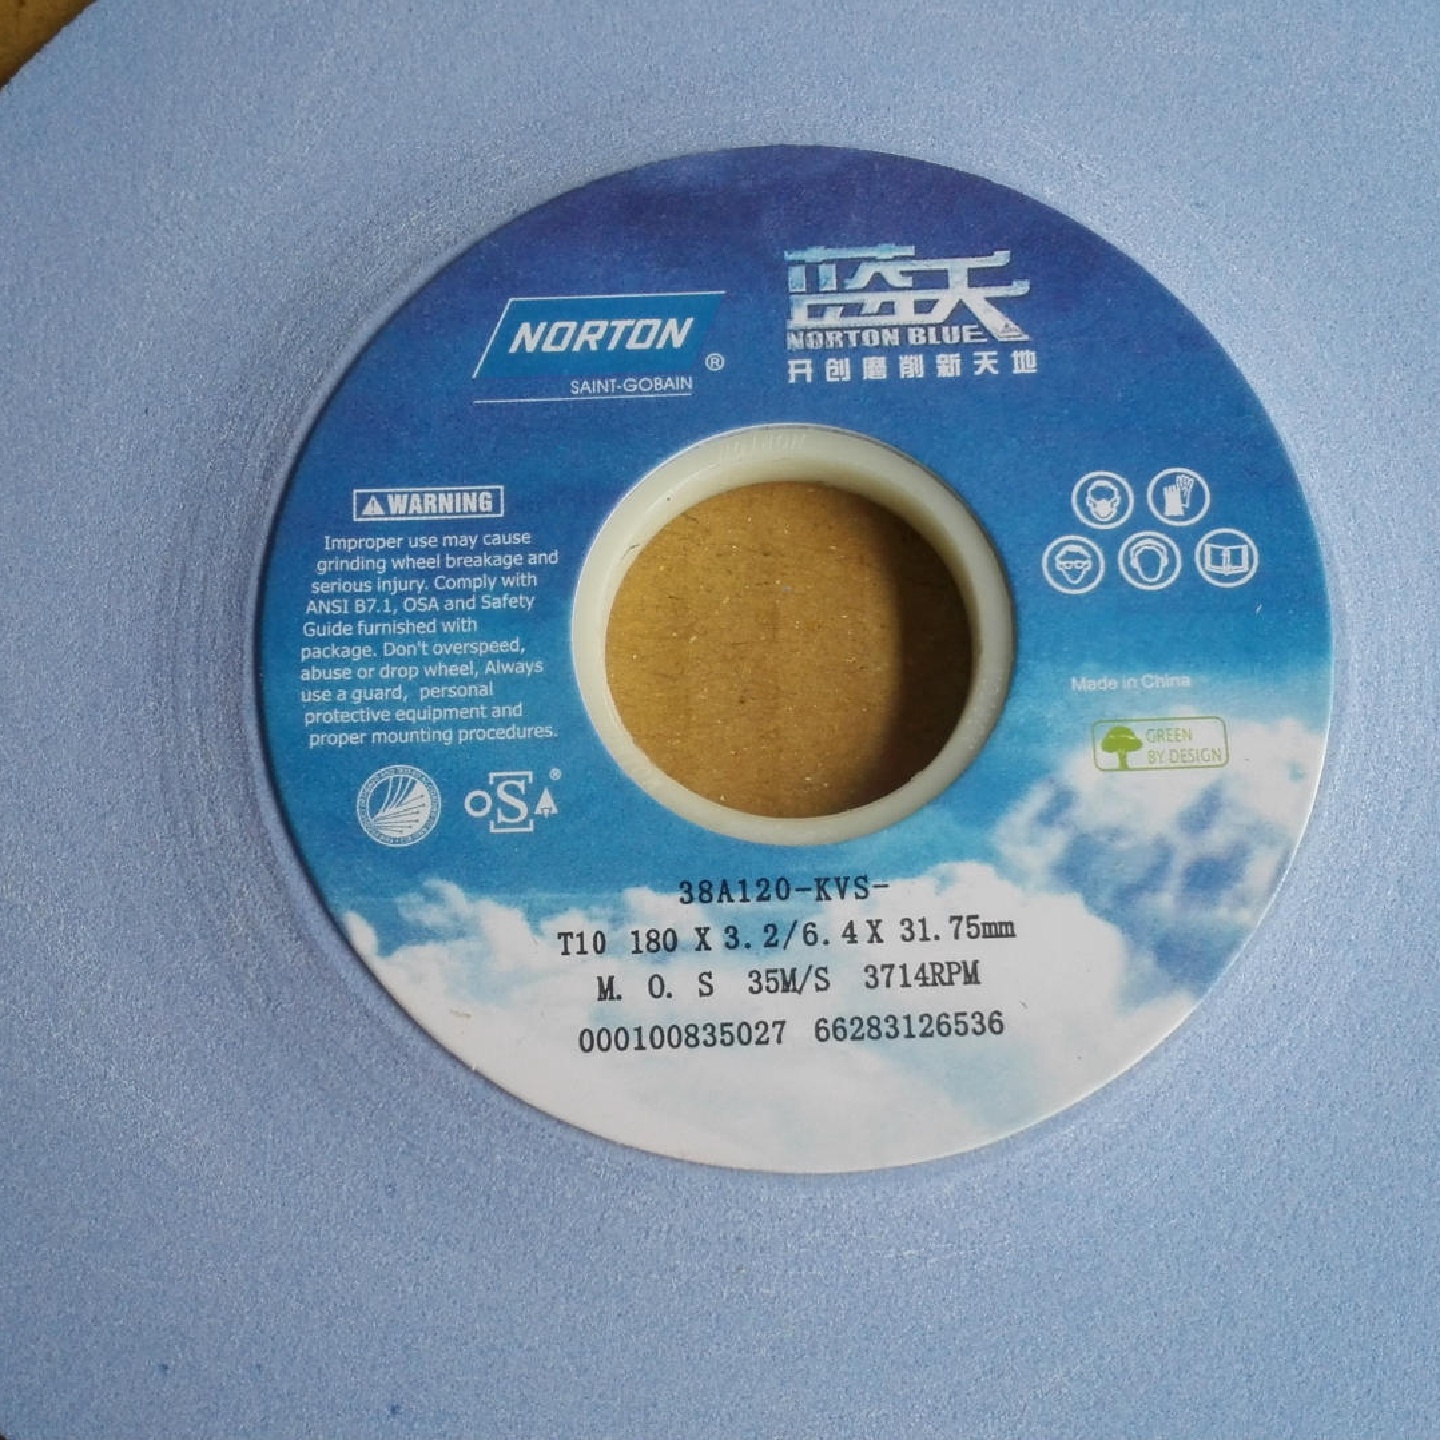 NORTON
®
SAINT-GOBAIN
蓝天
NORTON BLUE
开创磨削新天地
WARNING
Improper use may cause
grinding wheel breakage and
serious injury. Comply with
ANSI B7.1, OSA and Safety
Guide furnished with
package. Don't overspeed,
abuse or drop wheel, Always
use a guard, personal
protective equipment and
proper mounting procedures.
oSA®
Made in China
GREEN
BY DESIGN
38A120-KVS-
T10 180 X 3.2/6.4 X 31.75mm
M. O. S 35M/S 3714RPM
000100835027 66283126536